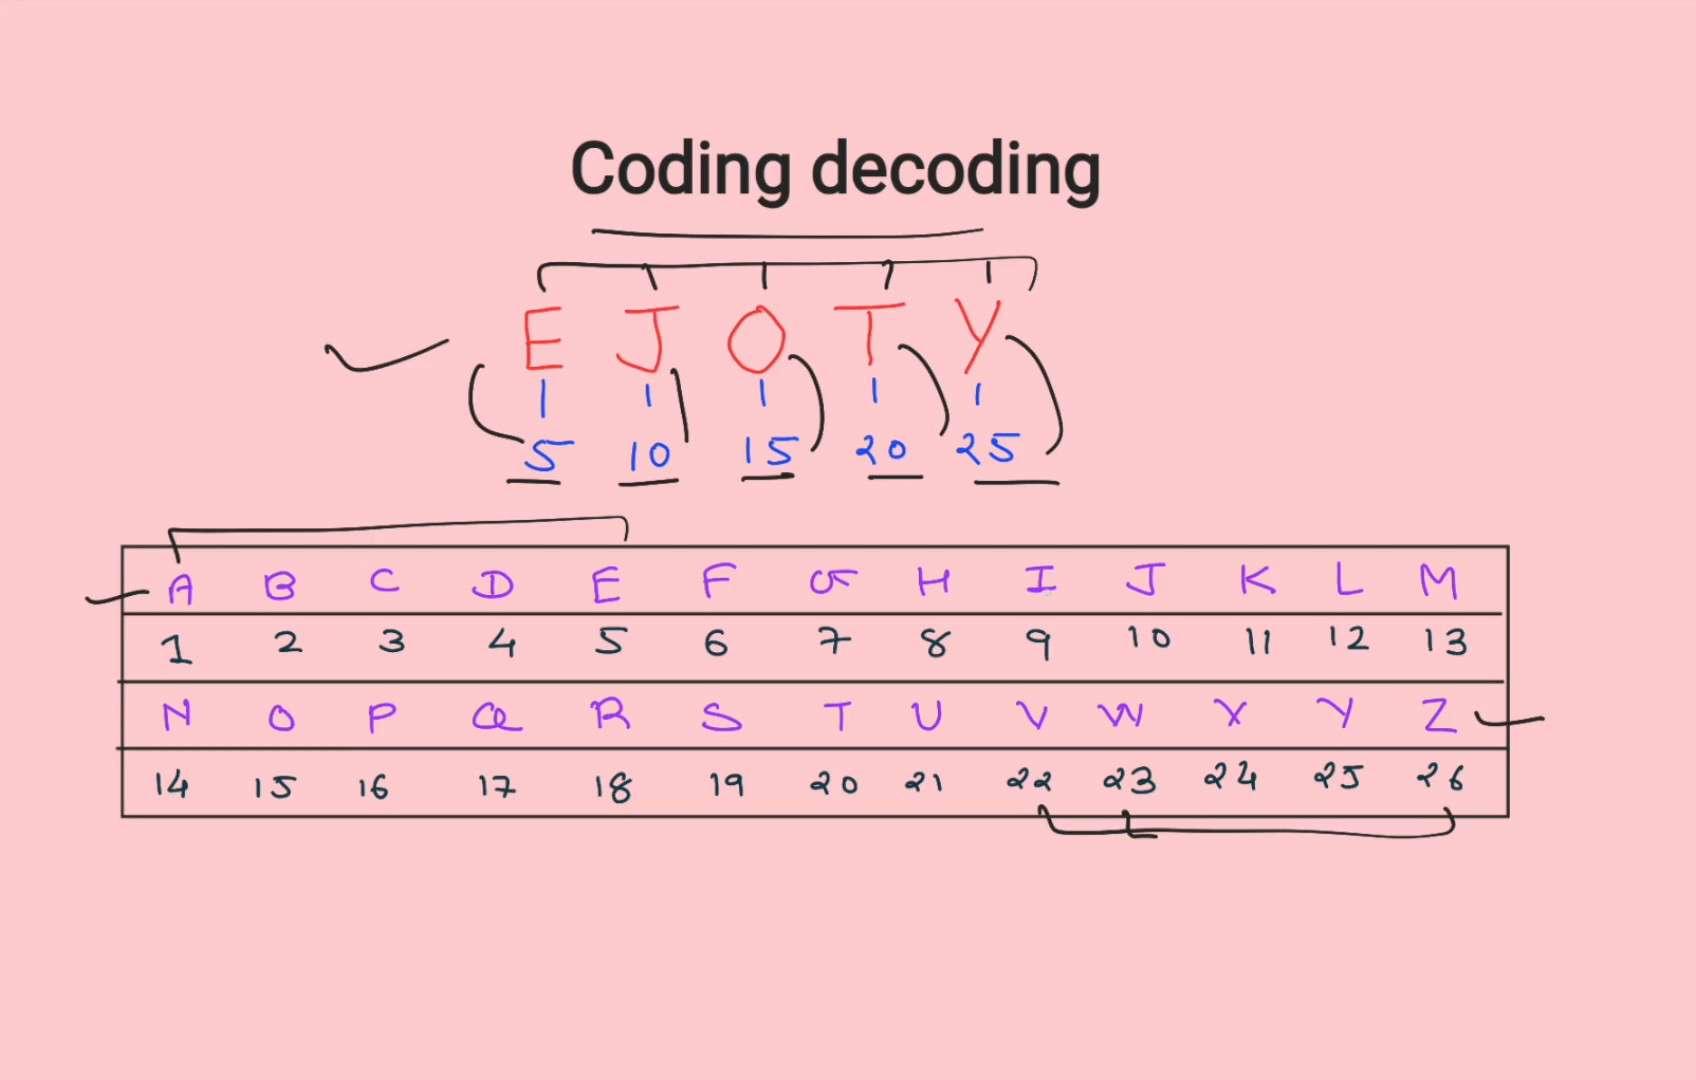 Coding decoding
E J O T Y
5 10 15 20 25
A B C D E F G H I J K L M
1 2 3 4 5 6 7 8 9 10 11 12 13
N O P Q R S T U V W X Y Z
14 15 16 17 18 19 20 21 22 23 24 25 26